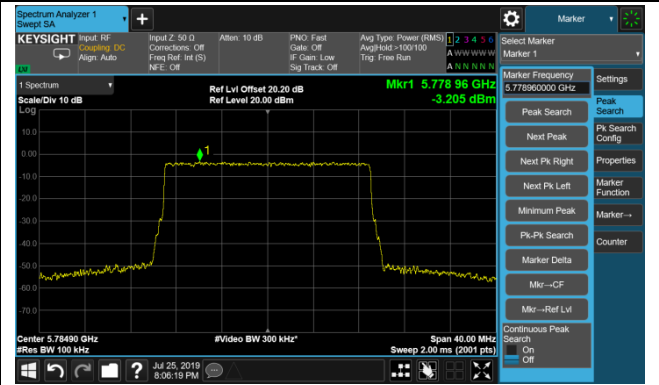 Spectrum Analyzer 1
Swept SA
Marker
KEYSIGHT
Input: RF
Coupling: DC
Align: Auto
Input Z: 50 Ω
Corrections: Off
Freq Ref: Int (S)
NFE: Off
Atten: 10 dB
PNO: Fast
Gate: Off
IF Gain: Low
Sig Track: Off
Avg Type: Power (RMS)
Avg|Hold:>100/100
Trig: Free Run
1 2 3 4 5 6
A W W W W W
A N N N N N
Select Marker
Marker 1
1 Spectrum
Scale/Div 10 dB
Log
Ref Lvl Offset 20.20 dB
Ref Level 20.00 dBm
Mkr1 5.778 96 GHz
-3.205 dBm
10.0
0.00
-10.0
-20.0
-30.0
-40.0
-50.0
-60.0
-70.0
1
Center 5.78490 GHz
#Res BW 100 kHz
#Video BW 300 kHz*
Span 40.00 MHz
Sweep 2.00 ms (2001 pts)
Marker Frequency
5.778960000 GHz
Peak Search
Next Peak
Next Pk Right
Next Pk Left
Minimum Peak
Pk-Pk Search
Marker Delta
Mkr→CF
Mkr→Ref Lvl
Continuous Peak
Search
On
Off
Settings
Peak
Search
Pk Search
Config
Properties
Marker
Function
Marker→
Counter
?
Jul 25, 2019
8:06:19 PM